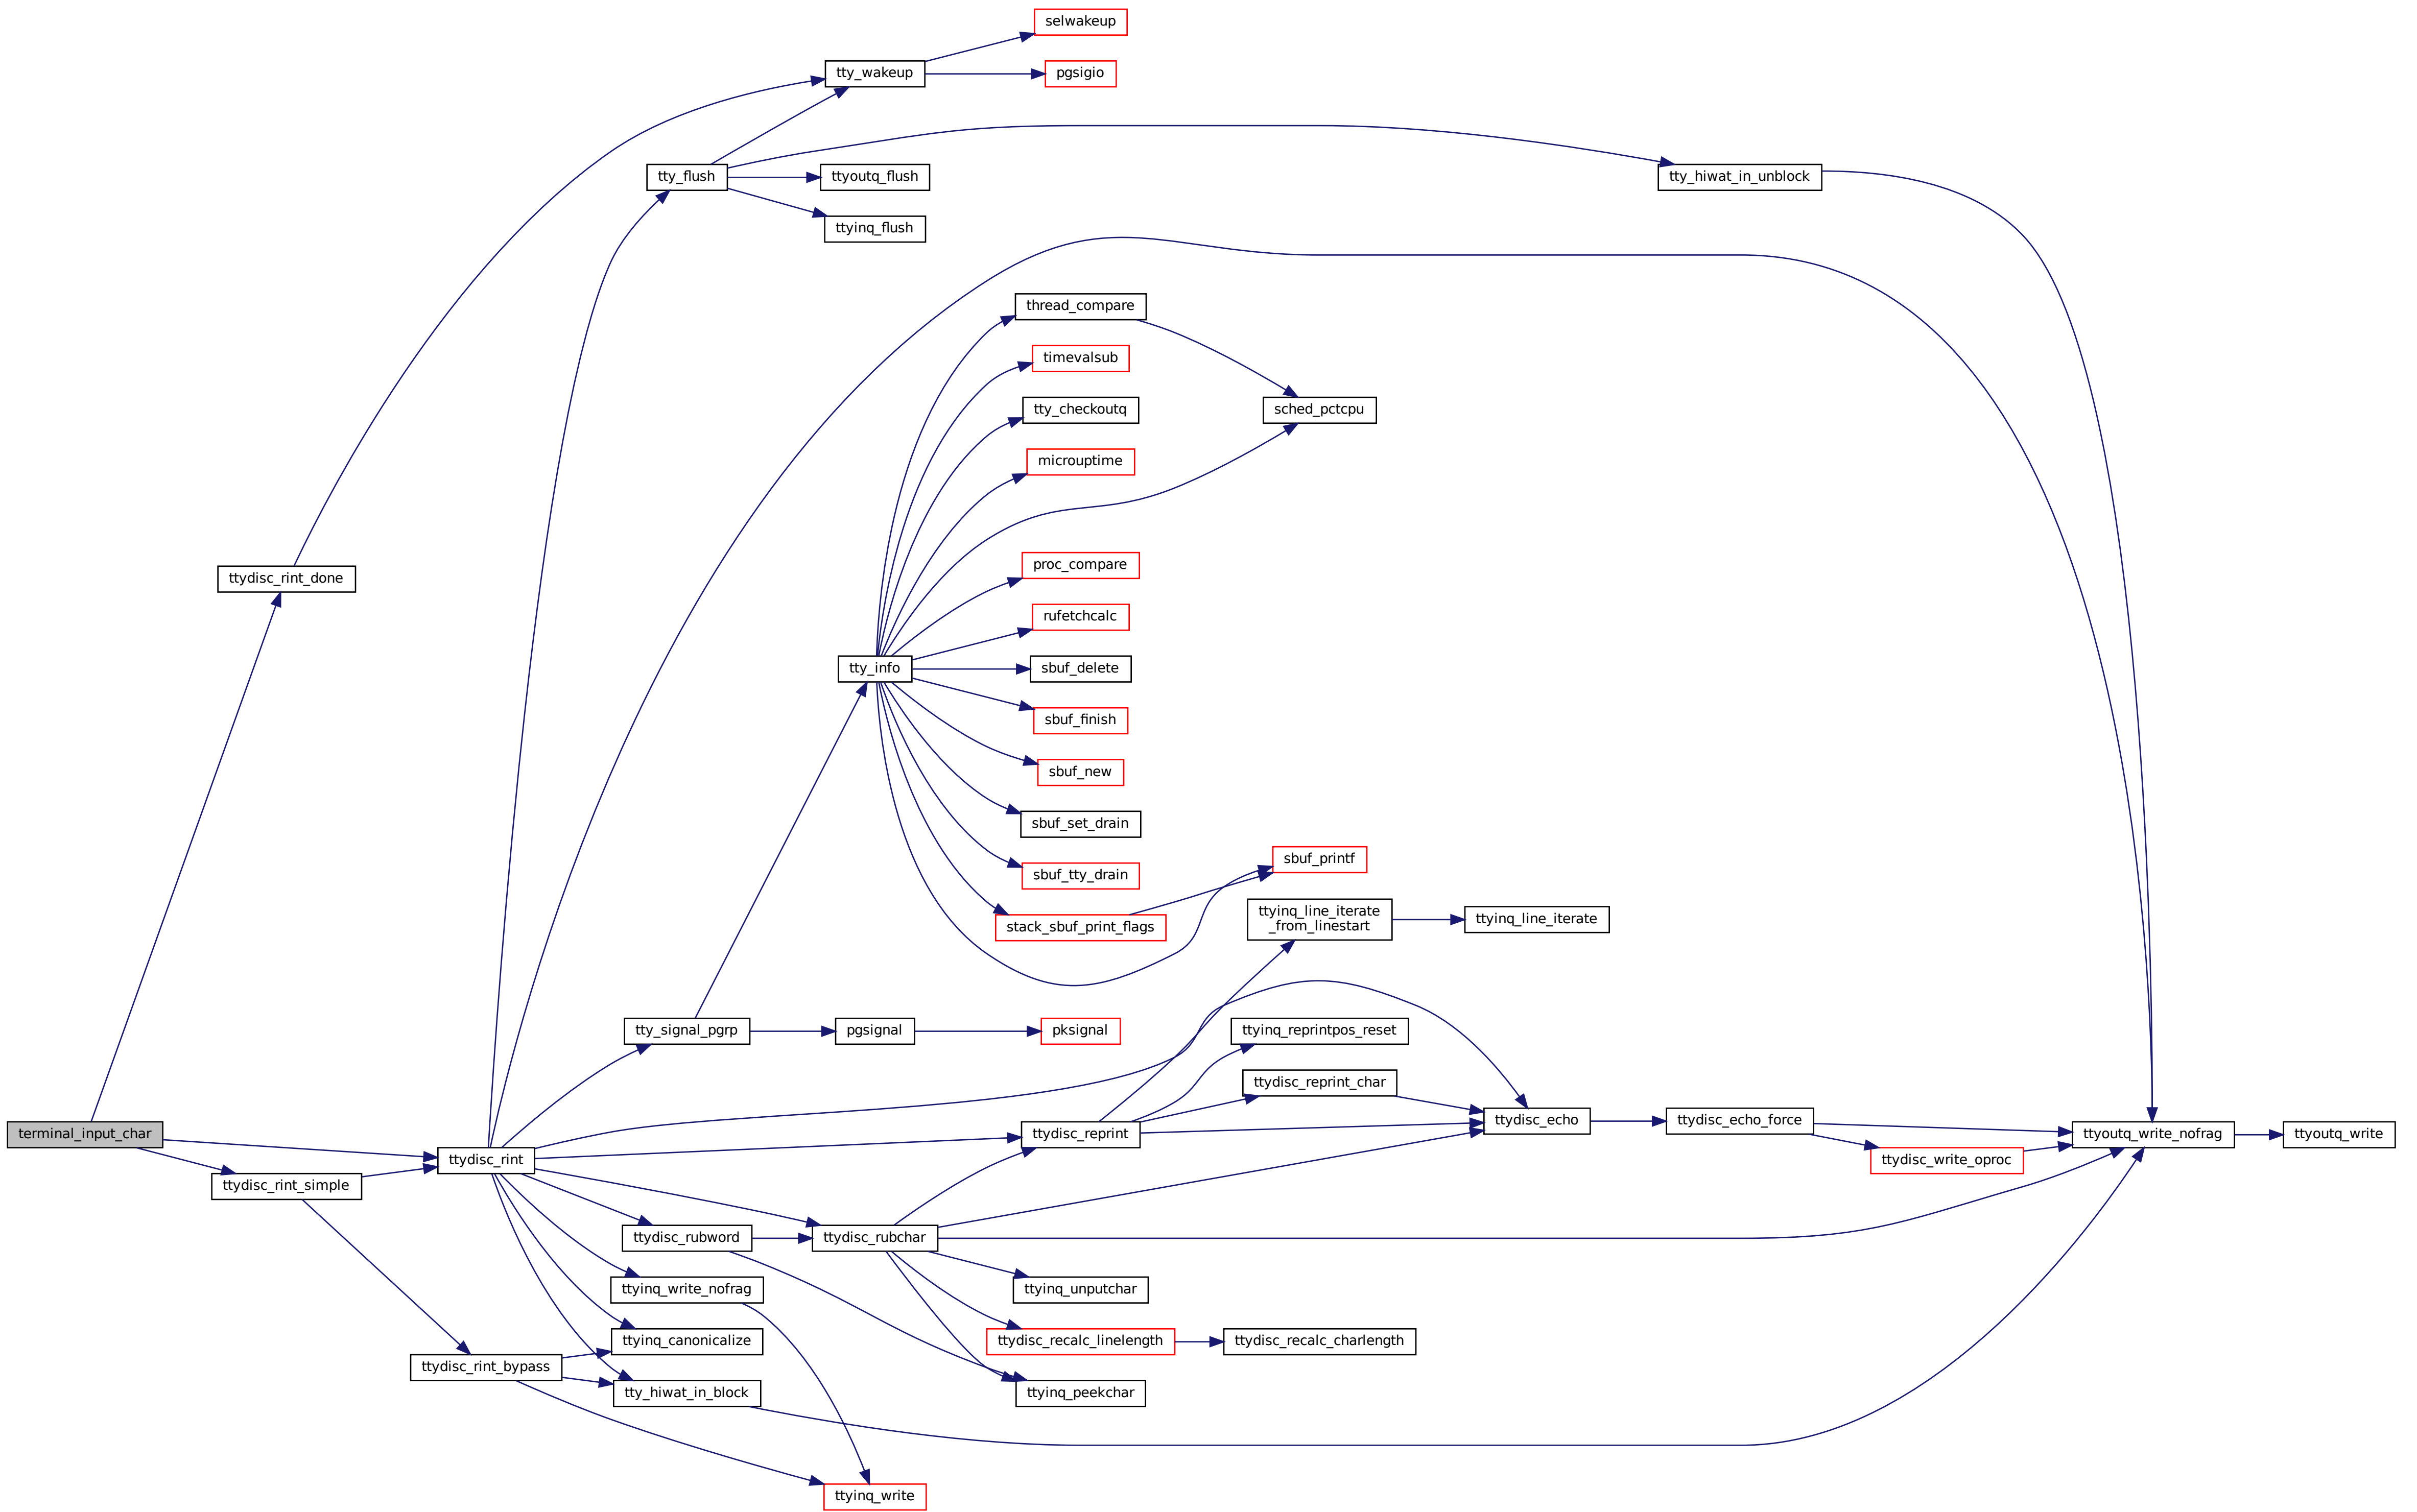 selwakeup
tty_wakeup
pgsigio
tty_flush
ttyoutq_flush
tty_hiwat_in_unblock
ttyinq_flush
thread_compare
timevalsub
tty_checkoutq
sched_pctcpu
microuptime
proc_compare
ttydisc_rint_done
rufetchcalc
tty_info
sbuf_delete
sbuf_finish
sbuf_new
sbuf_set_drain
sbuf_printf
sbuf_tty_drain
stack_sbuf_print_flags
ttyinq_line_iterate
_from_linestart
ttyinq_line_iterate
tty_signal_pgrp
pgsignal
pksignal
ttyinq_reprintpos_reset
ttydisc_reprint_char
terminal_input_char
ttydisc_reprint
ttydisc_echo
ttydisc_echo_force
ttyoutq_write_nofrag
ttyoutq_write
ttydisc_rint
ttydisc_write_oproc
ttydisc_rint_simple
ttydisc_rubword
ttydisc_rubchar
ttyinq_write_nofrag
ttyinq_unputchar
ttyinq_canonicalize
ttydisc_recalc_linelength
ttydisc_recalc_charlength
ttydisc_rint_bypass
tty_hiwat_in_block
ttyinq_peekchar
ttyinq_write